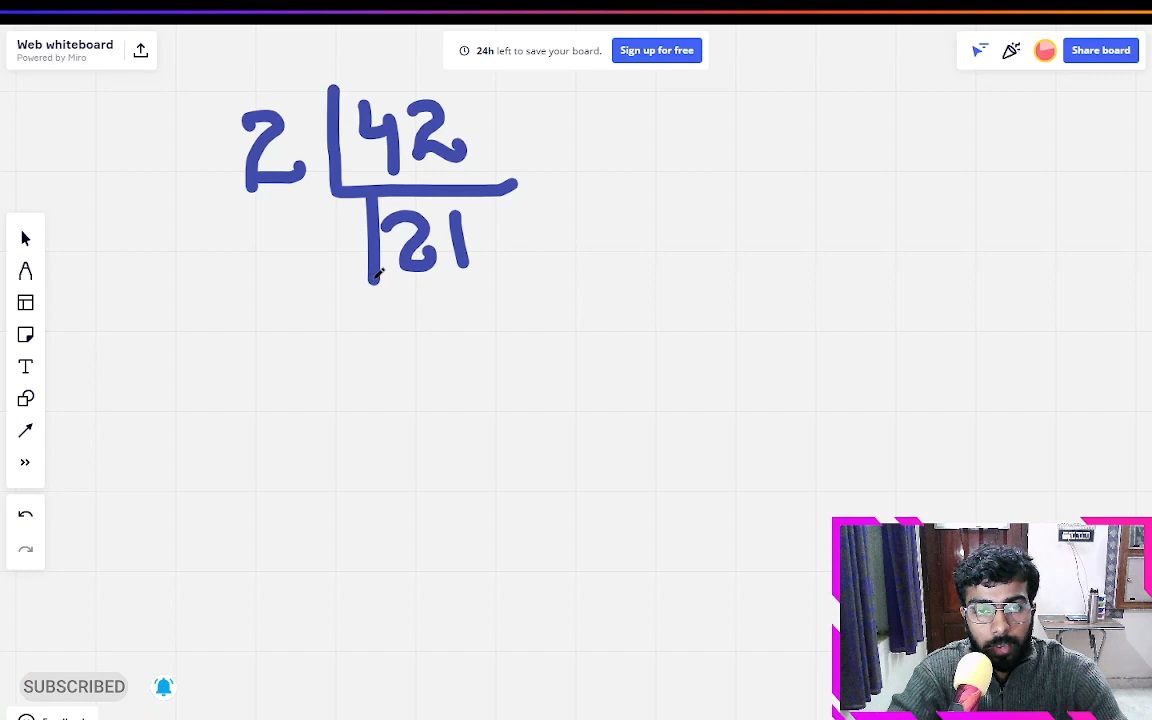 Web whiteboard
Powered by Miro
24h left to save your board.
Sign up for free
Share board
2 42
21
T
SUBSCRIBED